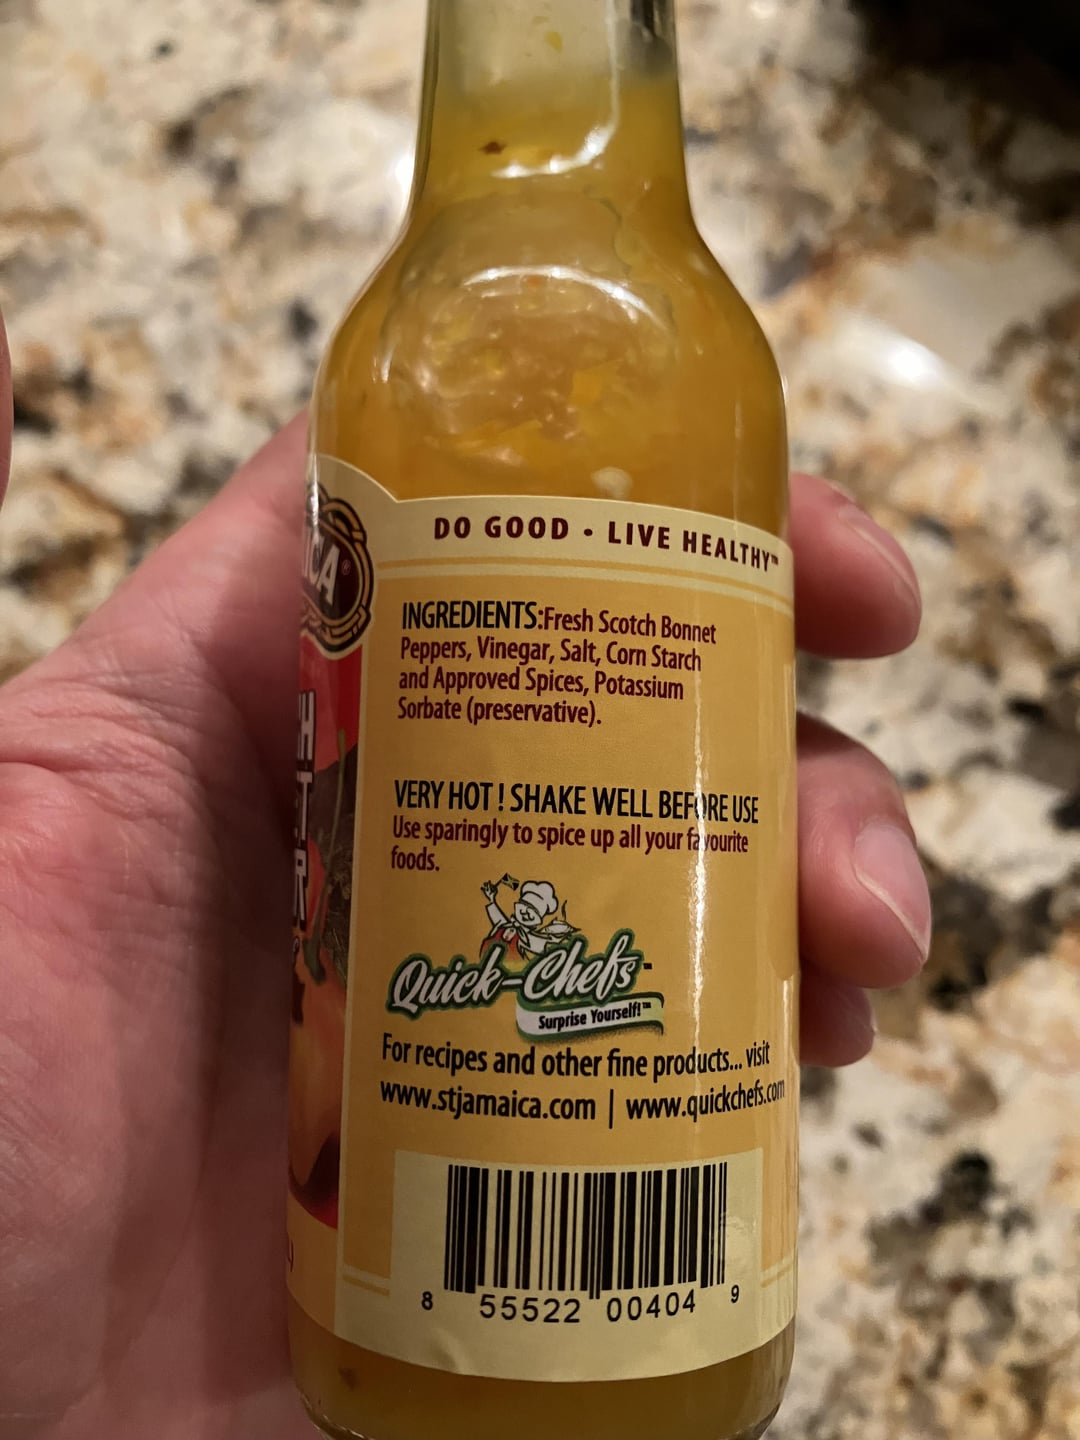 DO GOOD • LIVE HEALTHY™
ICA®
INGREDIENTS:Fresh Scotch Bonnet
Peppers, Vinegar, Salt, Corn Starch
and Approved Spices, Potassium
Sorbate (preservative).
VERY HOT ! SHAKE WELL BEFORE USE
Use sparingly to spice up all your favourite
foods.
Quick-Chefs
Surprise Yourself!™
For recipes and other fine products... visit
www.stjamaica.com | www.quickchefs.com
8 55522 00404 9